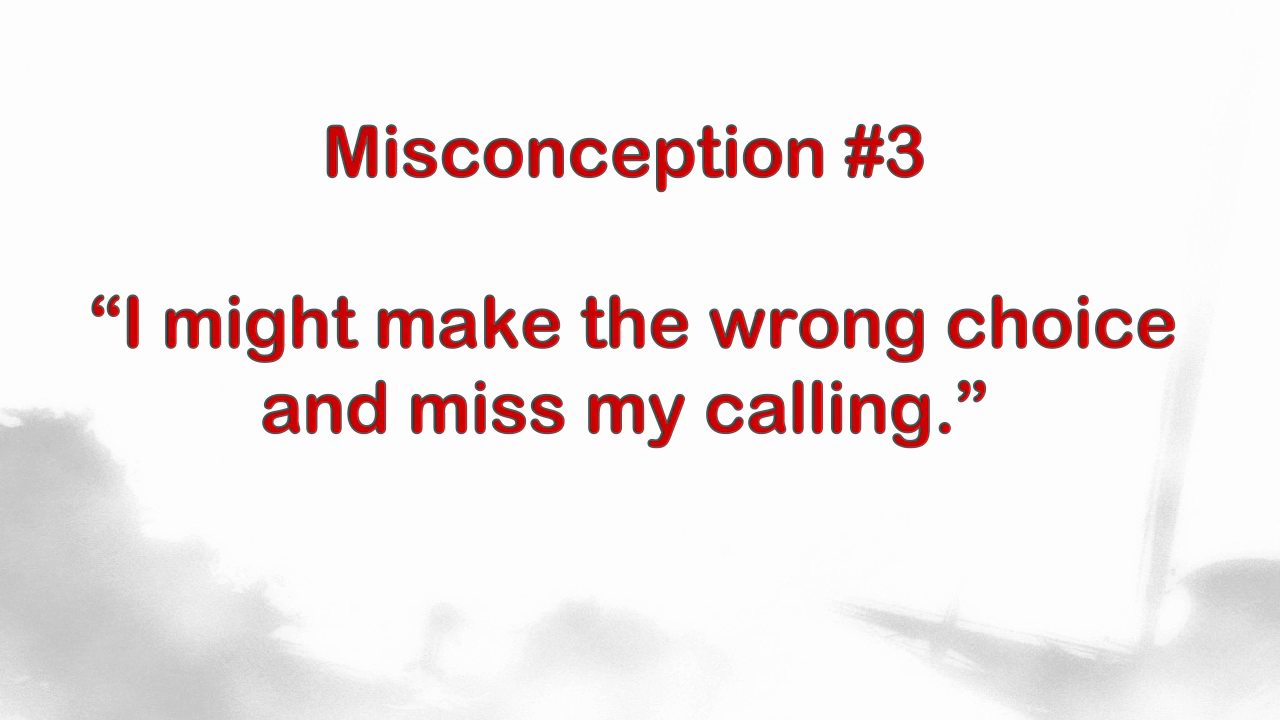 Misconception #3
“I might make the wrong choice
and miss my calling.”